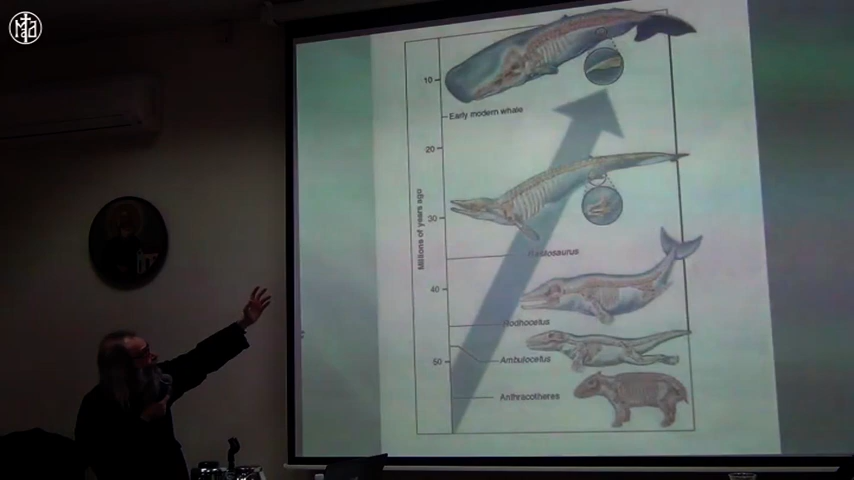 10
Early modern whale
20
Millions of years ago
30
Basilosaurus
40
Rodhocetus
Ambulocetus
50
Anthracotheres